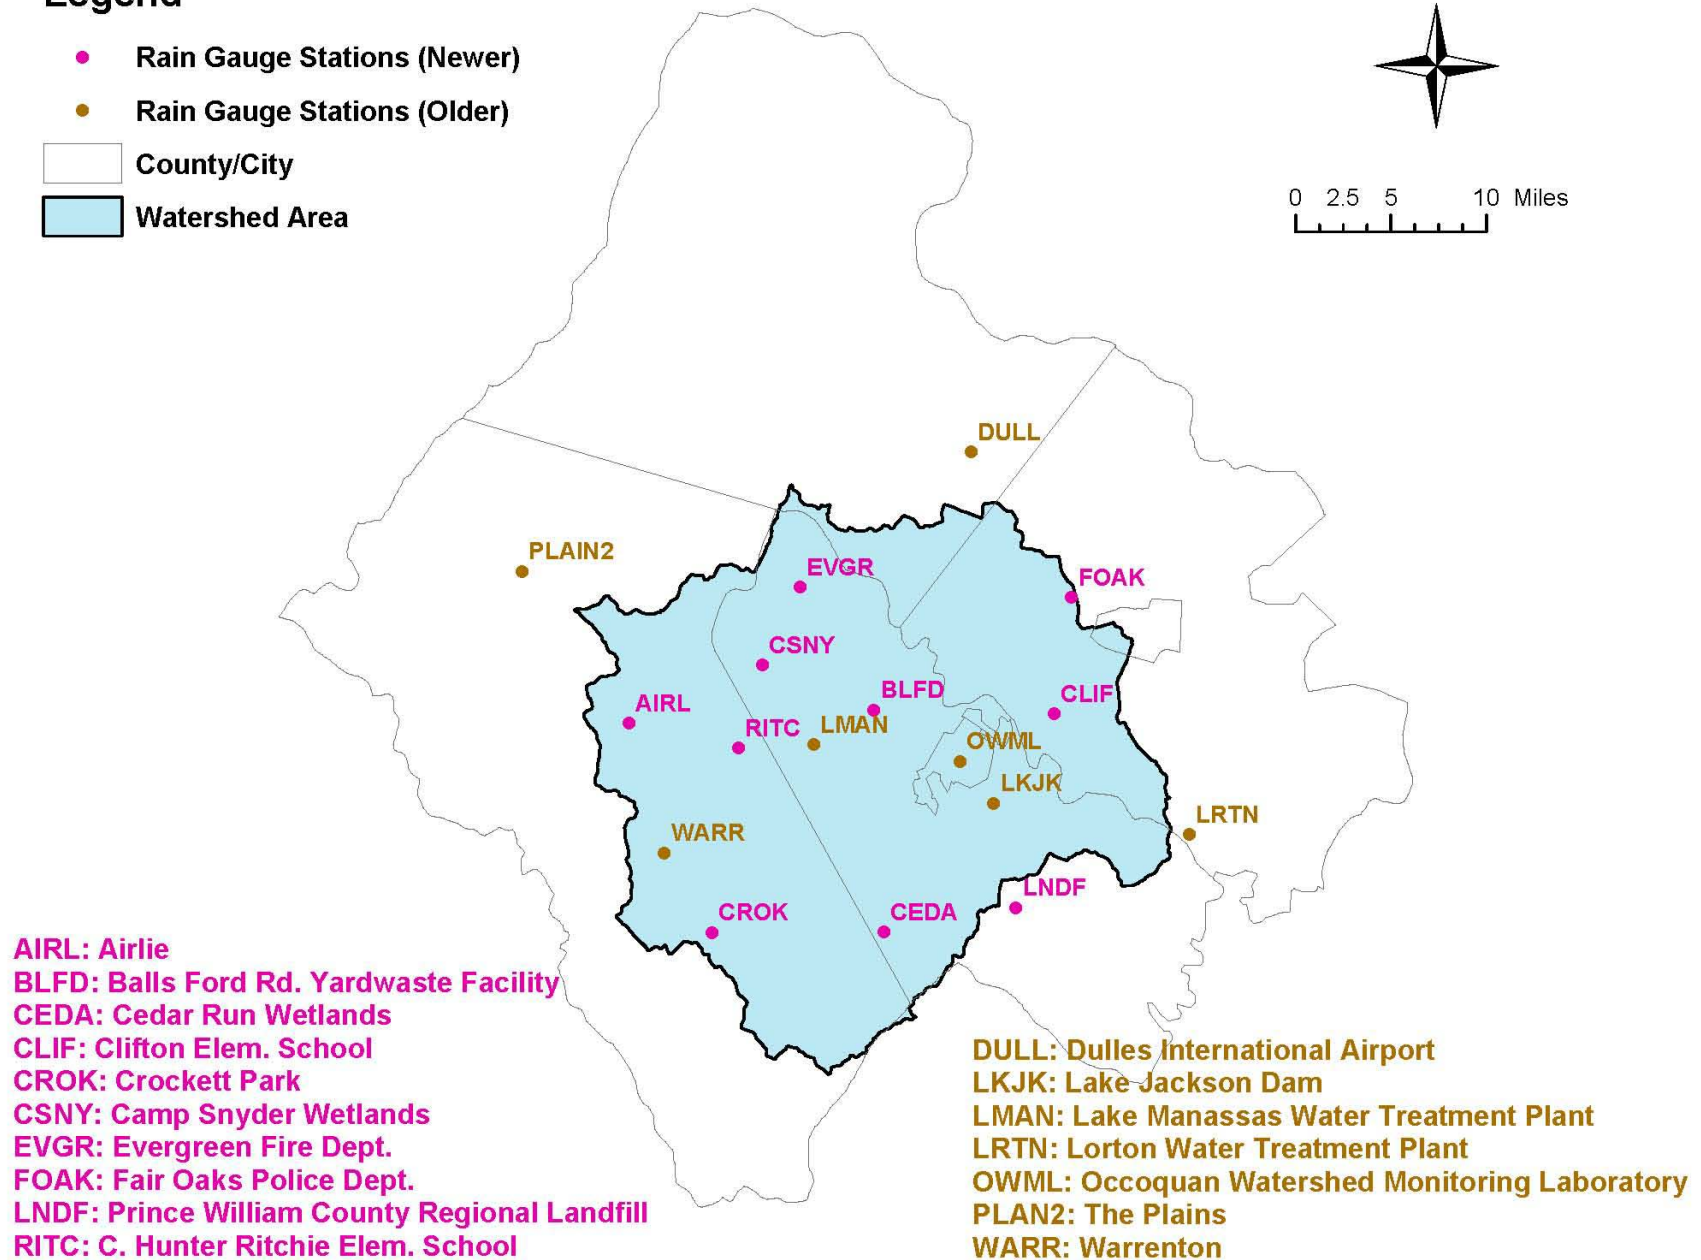 Legend
Rain Gauge Stations (Newer)
Rain Gauge Stations (Older)
County/City
Watershed Area
0 2.5 5 10 Miles
DULL
PLAIN2
EVGR
FOAK
CSNY
BLFD
CLIF
AIRL
RITC
LMAN
OWML
LKJK
LRTN
WARR
LNDF
CROK
CEDA
AIRL: Airlie
BLFD: Balls Ford Rd. Yardwaste Facility
CEDA: Cedar Run Wetlands
CLIF: Clifton Elem. School
CROK: Crockett Park
CSNY: Camp Snyder Wetlands
EVGR: Evergreen Fire Dept.
FOAK: Fair Oaks Police Dept.
LNDF: Prince William County Regional Landfill
RITC: C. Hunter Ritchie Elem. School
DULL: Dulles International Airport
LKJK: Lake Jackson Dam
LMAN: Lake Manassas Water Treatment Plant
LRTN: Lorton Water Treatment Plant
OWML: Occoquan Watershed Monitoring Laboratory
PLAN2: The Plains
WARR: Warrenton